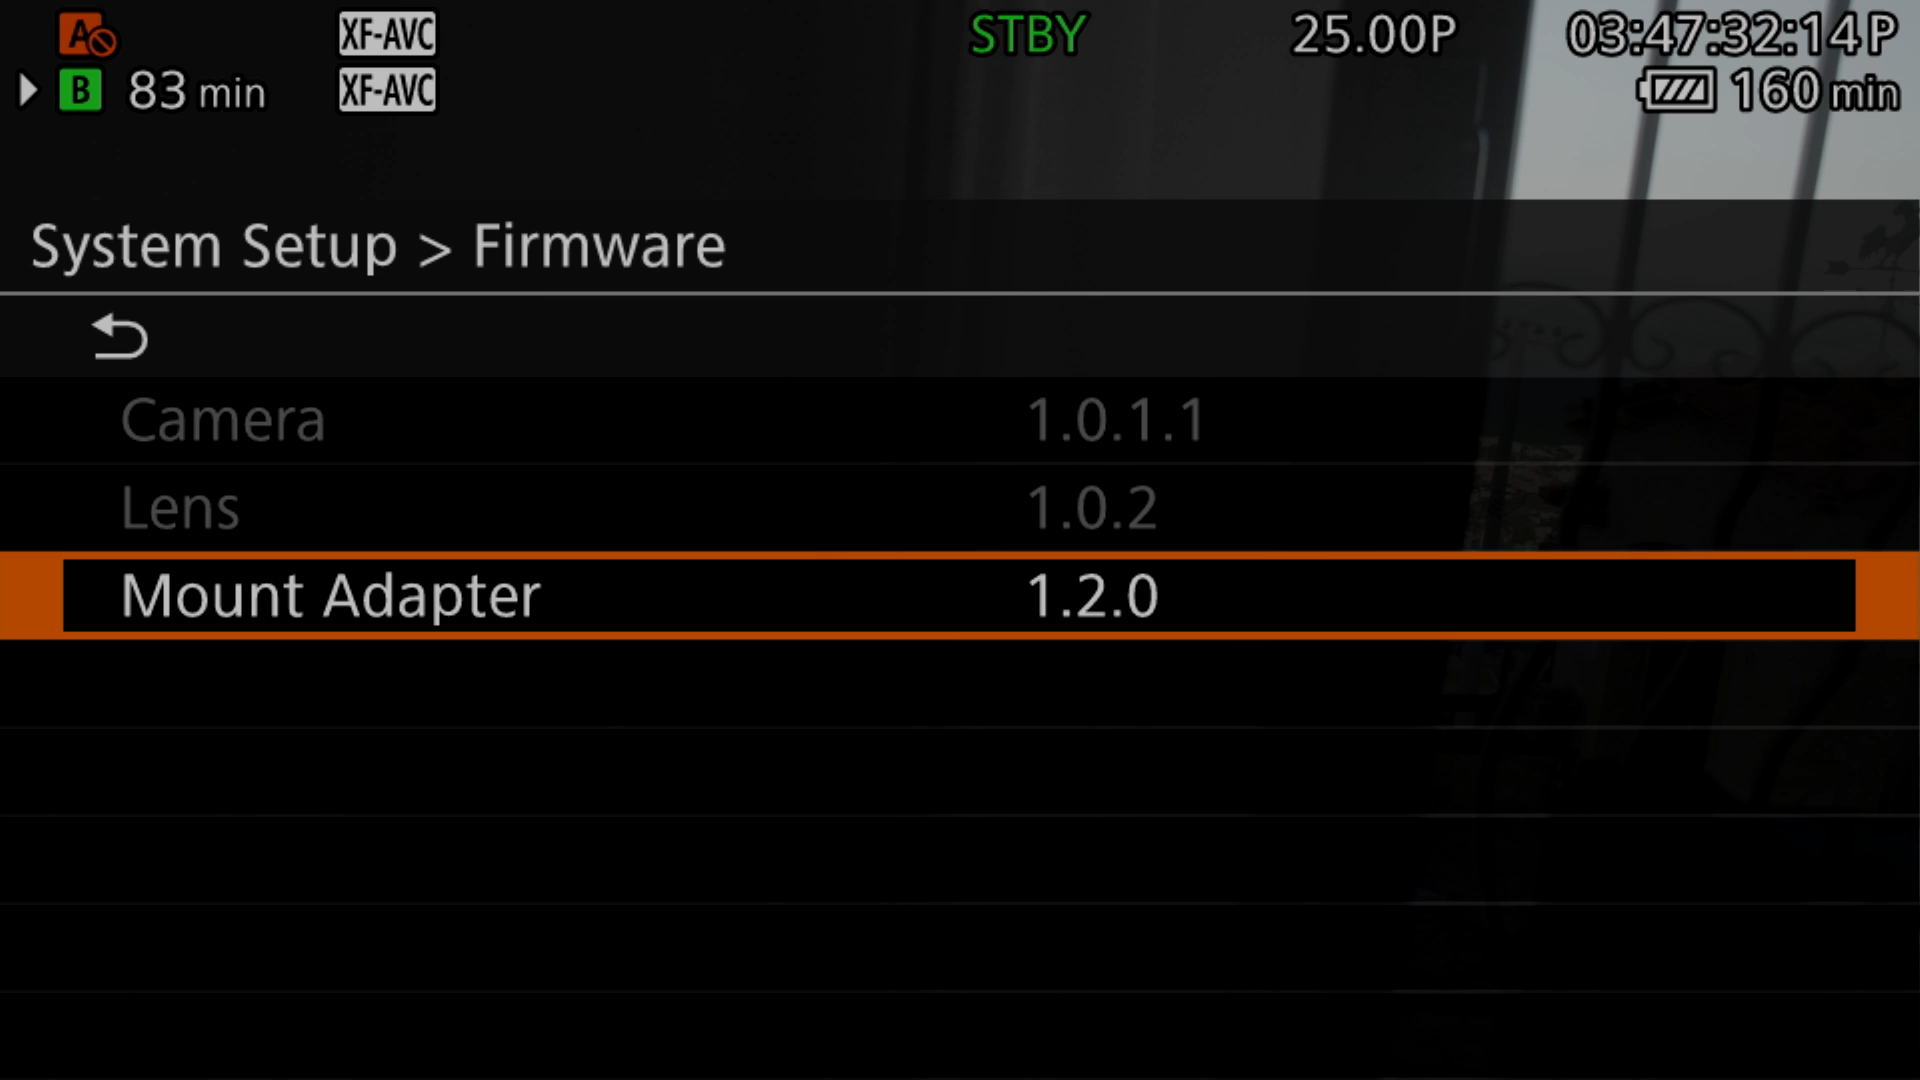 A XF-AVC STBY 25.00P 03:47:32:14P
B 83 min XF-AVC 160 min
System Setup > Firmware
Camera 1.0.1.1
Lens 1.0.2
Mount Adapter 1.2.0